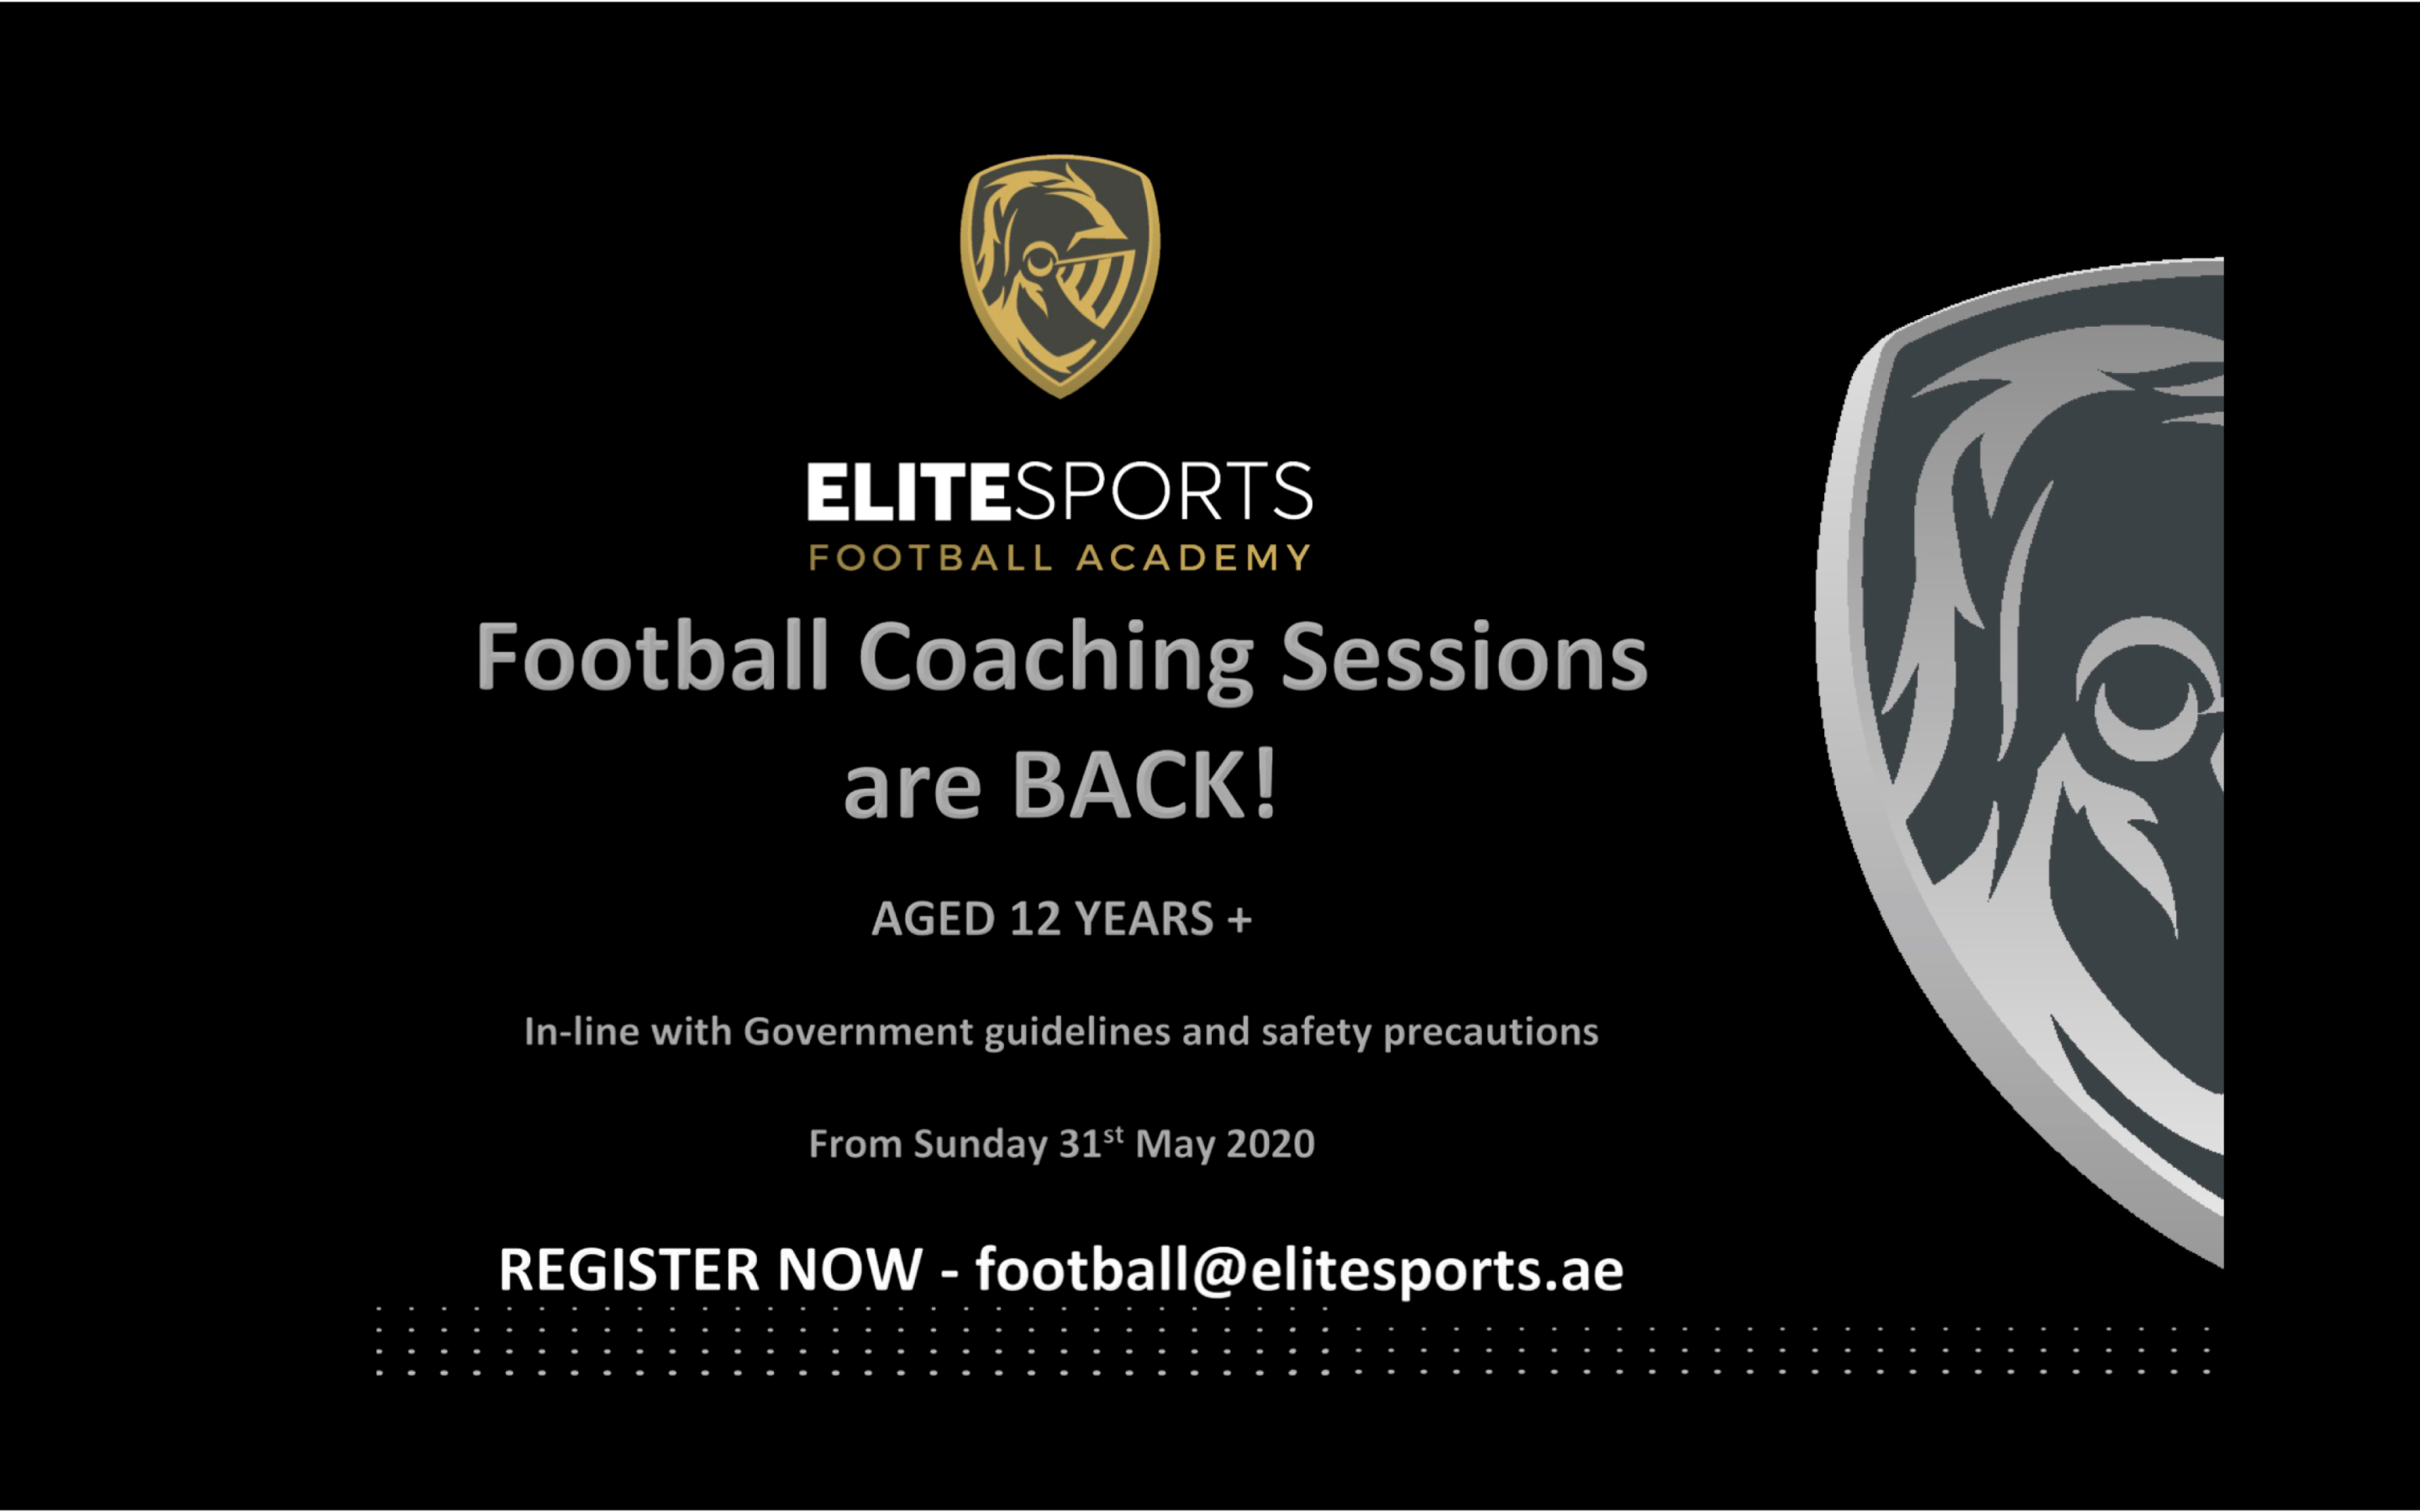 ELITESPORTS
FOOTBALL ACADEMY
Football Coaching Sessions
are BACK!
AGED 12 YEARS +
In-line with Government guidelines and safety precautions
From Sunday 31st May 2020
REGISTER NOW - football@elitesports.ae